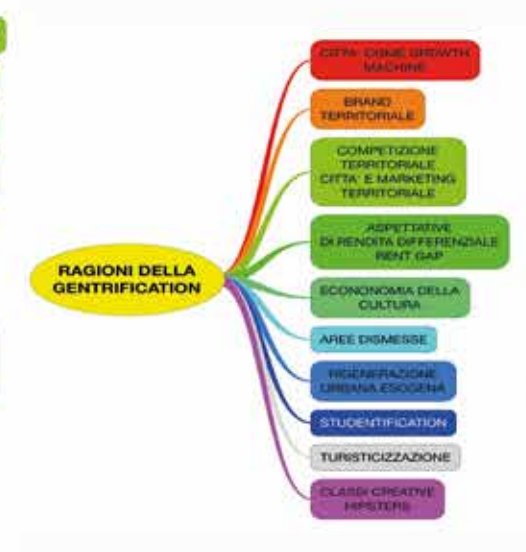 RAGIONI DELLA
GENTRIFICATION
CITTA' COME GROWTH
MACHINE
BRAND
TERRITORIALE
COMPETIZIONE
TERRITORIALE
CITTA' E MARKETING
TERRITORIALE
ASPETTATIVE
DI RENDITA DIFFERENZIALE
RENT GAP
ECONONOMIA DELLA
CULTURA
AREE DISMESSE
RIGENERAZIONE
URBANA ESOGENA
STUDENTIFICATION
TURISTICIZZAZIONE
CLASSI CREATIVE
HIPSTERS